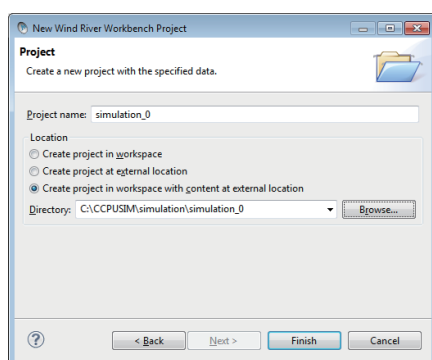 New Wind River Workbench Project
Project
Create a new project with the specified data.
Project name: simulation_0
Location
Create project in workspace
Create project at external location
Create project in workspace with content at external location
Directory: C:\CCPUSIM\simulation\simulation_0 Browse...
? < Back Next > Finish Cancel